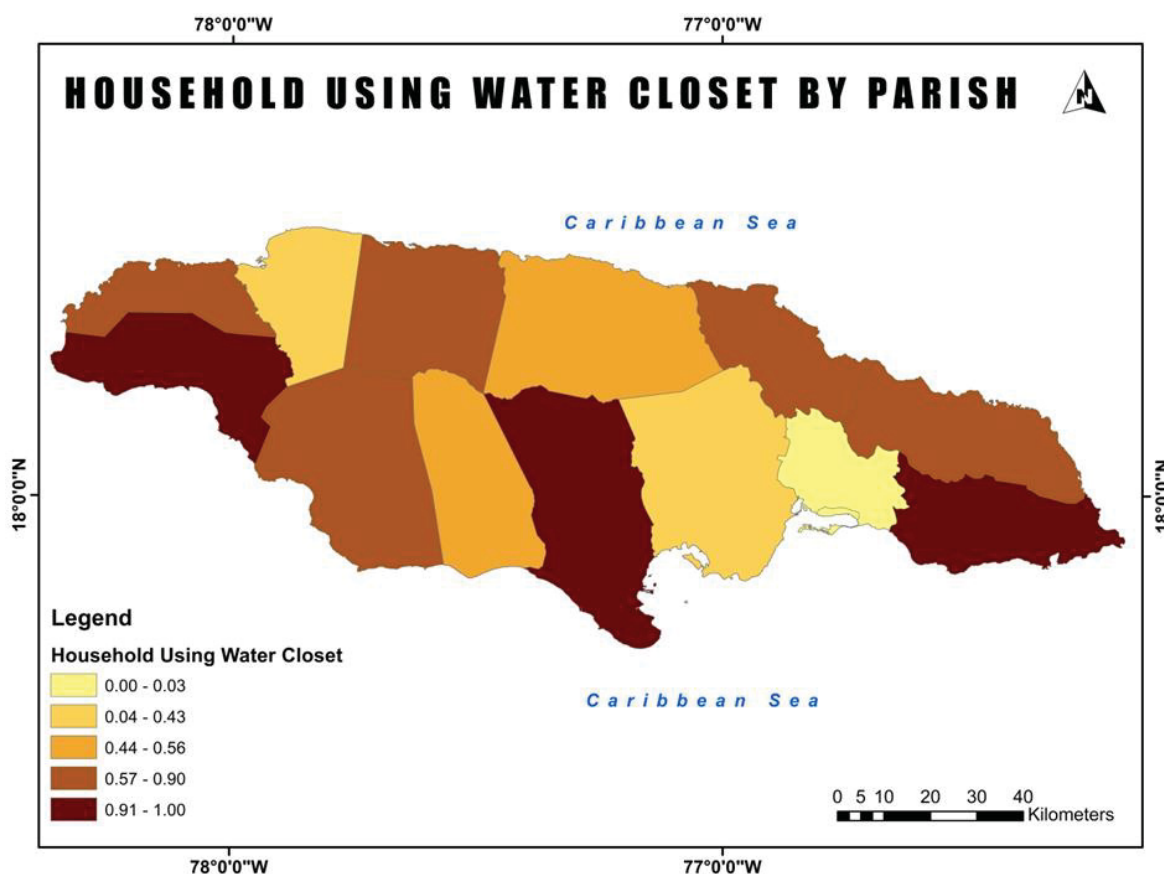 78°0'0"W 77°0'0"W
HOUSEHOLD USING WATER CLOSET BY PARISH
N
Caribbean Sea
18°0'0"N 18°0'0"N
Legend
Household Using Water Closet
0.00 - 0.03
0.04 - 0.43
0.44 - 0.56
0.57 - 0.90
0.91 - 1.00
Caribbean Sea
0 5 10 20 30 40
Kilometers
78°0'0"W 77°0'0"W